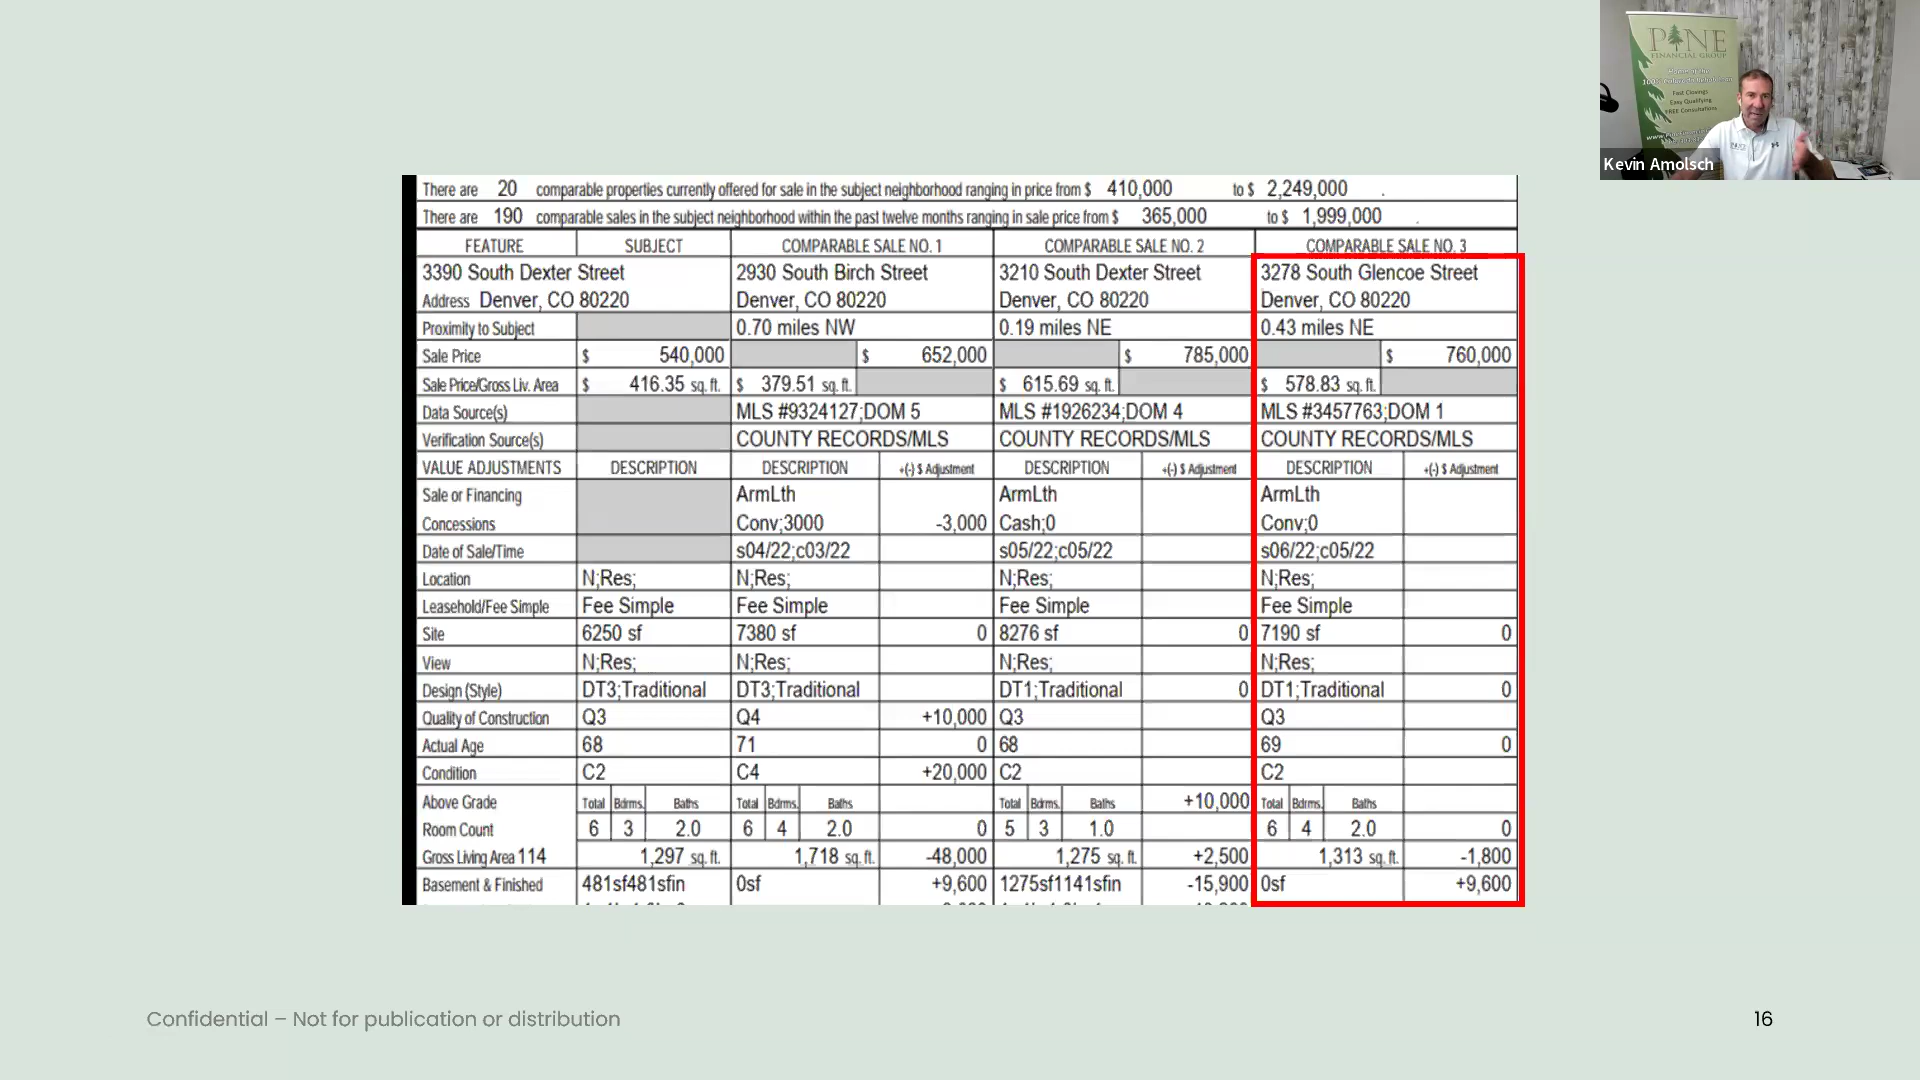 PINE
FINANCIAL GROUP
Fast Closings
Easy Qualifying
FREE Consultations
Kevin Amolsch
There are 20 comparable properties currently offered for sale in the subject neighborhood ranging in price from $ 410,000 to $ 2,249,000 .
There are 190 comparable sales in the subject neighborhood within the past twelve months ranging in sale price from $ 365,000 to $ 1,999,000 .
FEATURE SUBJECT COMPARABLE SALE NO. 1 COMPARABLE SALE NO. 2 COMPARABLE SALE NO. 3
3390 South Dexter Street 2930 South Birch Street 3210 South Dexter Street 3278 South Glencoe Street
Address Denver, CO 80220 Denver, CO 80220 Denver, CO 80220 Denver, CO 80220
Proximity to Subject 0.70 miles NW 0.19 miles NE 0.43 miles NE
Sale Price $ 540,000 $ 652,000 $ 785,000 $ 760,000
Sale Price/Gross Liv. Area $ 416.35 sq. ft. $ 379.51 sq. ft. $ 615.69 sq. ft. $ 578.83 sq. ft.
Data Source(s) MLS #9324127;DOM 5 MLS #1926234;DOM 4 MLS #3457763;DOM 1
Verification Source(s) COUNTY RECORDS/MLS COUNTY RECORDS/MLS COUNTY RECORDS/MLS
VALUE ADJUSTMENTS DESCRIPTION DESCRIPTION +(-) $ Adjustment DESCRIPTION +(-) $ Adjustment DESCRIPTION +(-) $ Adjustment
Sale or Financing ArmLth ArmLth ArmLth
Concessions Conv;3000 -3,000 Cash;0 Conv;0
Date of Sale/Time s04/22;c03/22 s05/22;c05/22 s06/22;c05/22
Location N;Res; N;Res; N;Res; N;Res;
Leasehold/Fee Simple Fee Simple Fee Simple Fee Simple Fee Simple
Site 6250 sf 7380 sf 0 8276 sf 0 7190 sf 0
View N;Res; N;Res; N;Res; N;Res;
Design (Style) DT3;Traditional DT3;Traditional DT1;Traditional 0 DT1;Traditional 0
Quality of Construction Q3 Q4 +10,000 Q3 Q3
Actual Age 68 71 0 68 69 0
Condition C2 C4 +20,000 C2 C2
Above Grade Total Bdrms. Baths Total Bdrms. Baths Total Bdrms. Baths +10,000 Total Bdrms. Baths
Room Count 6 3 2.0 6 4 2.0 0 5 3 1.0 6 4 2.0 0
Gross Living Area 114 1,297 sq. ft. 1,718 sq. ft. -48,000 1,275 sq. ft. +2,500 1,313 sq. ft. -1,800
Basement & Finished 481sf481sfin 0sf +9,600 1275sf1141sfin -15,900 0sf +9,600
Confidential – Not for publication or distribution
16